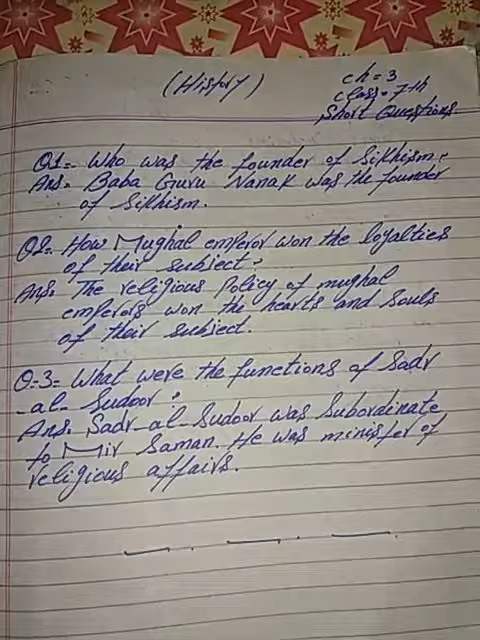 (History)
ch = 3
class = 7th
Short Questions.
Q1 =. Who was the founder of Sikhism?
Ans. Baba Guru Nanak was the founder
of Sikhism.
Q2=. How Mughal emperor won the loyalties
of their subject?
Ans. The religious Policy of mughal
emperors won the hearts and Souls
of their subject.
Q.3= What were the functions of Sadr
-al- Sudoor?
Ans. Sadr-al-Sudoor was Subordinate
to Mir Saman. He was minister of
religious affairs.